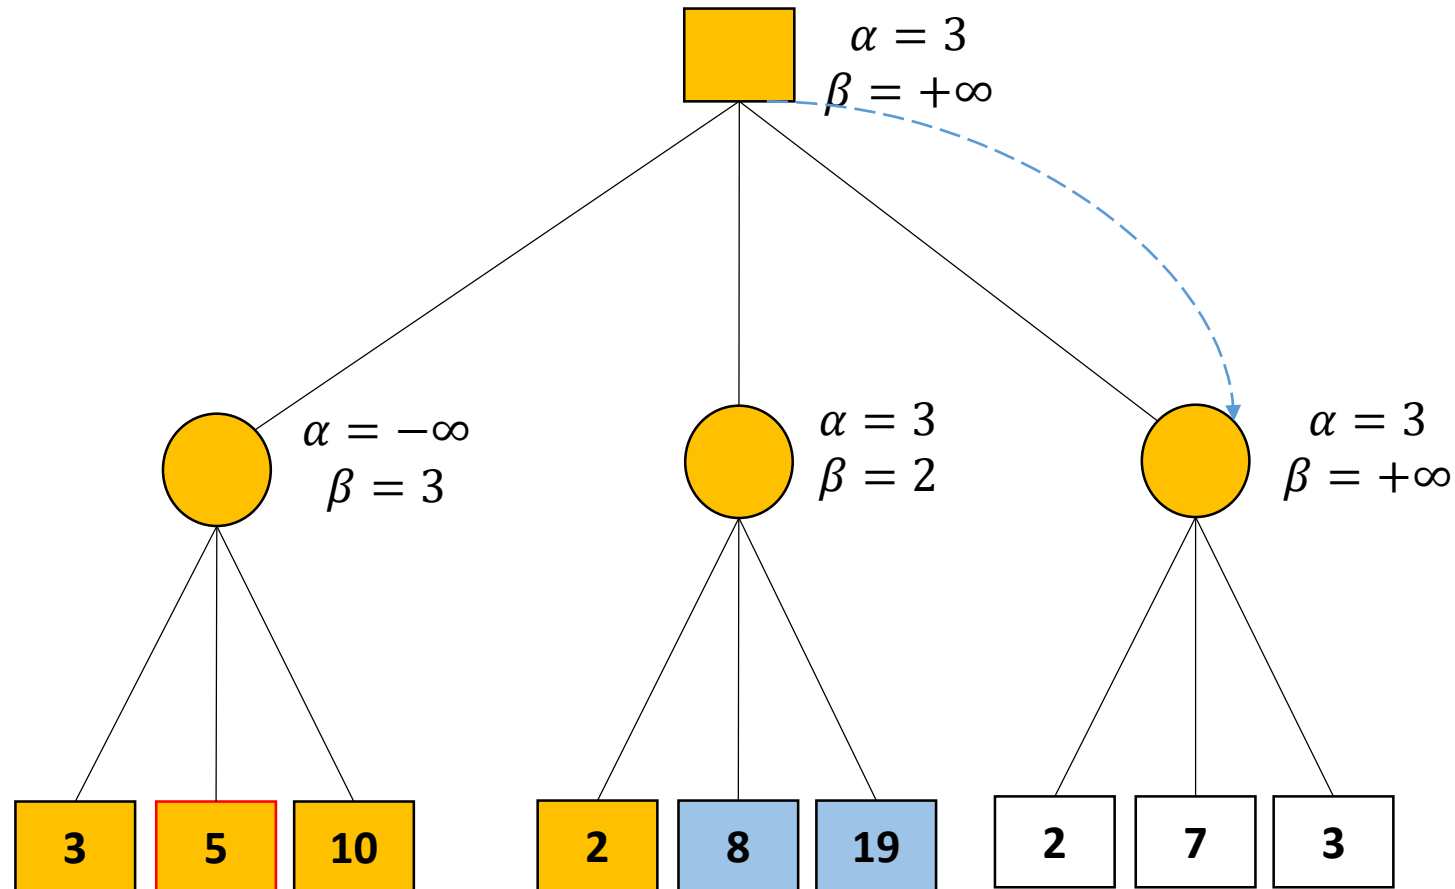 α = 3
β = +∞
α = −∞
β = 3
α = 3
β = 2
α = 3
β = +∞
3 5 10 2 8 19 2 7 3